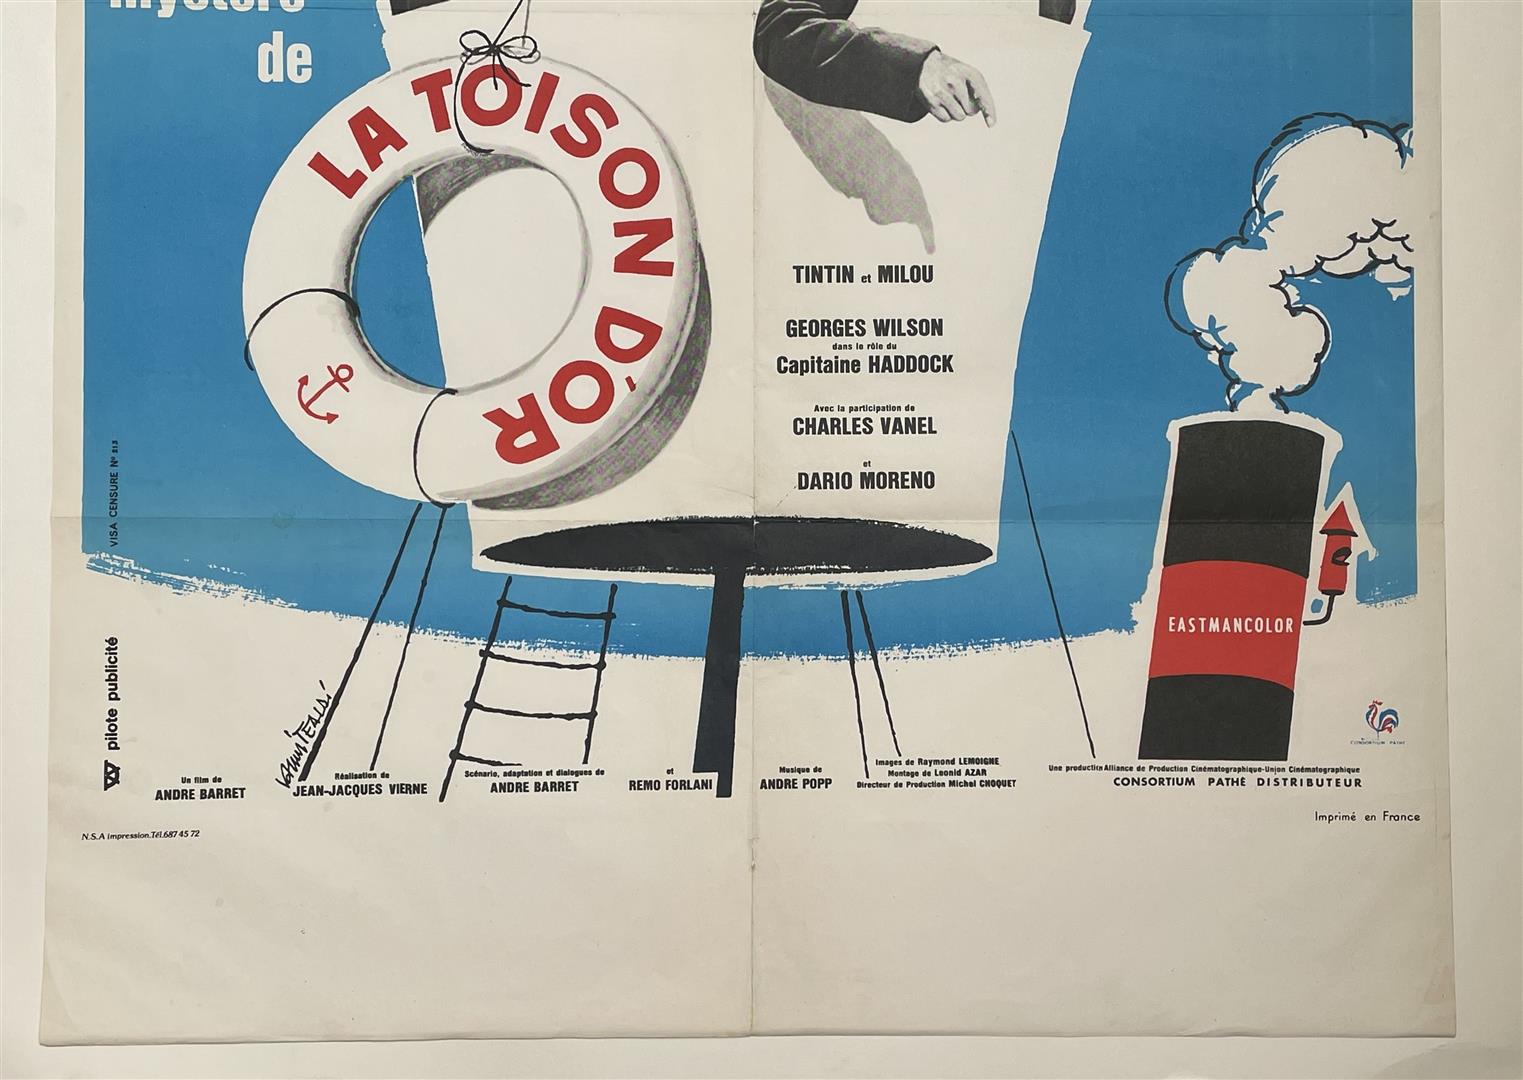 mystère
de
LA TOISON D'OR
TINTIN et MILOU
GEORGES WILSON
dans le rôle du
Capitaine HADDOCK
Avec la participation de
CHARLES VANEL
et
DARIO MORENO
VISA CENSURE Nº 213
EASTMANCOLOR
pilote publicité
CONSORTIUM PATHE
Un film de
ANDRE BARRET
Réalisation de
JEAN-JACQUES VIERNE
Scénario, adaptation et dialogues de
ANDRE BARRET
et
REMO FORLANI
Musique de
ANDRE POPP
Images de Raymond LEMOIGNE
Montage de Leonid AZAR
Directeur de Production Michel CHOQUET
Une production Alliance de Production Cinématographique-Union Cinématographique
CONSORTIUM PATHÉ DISTRIBUTEUR
Imprimé en France
N.S.A impression.Tél.687 45 72